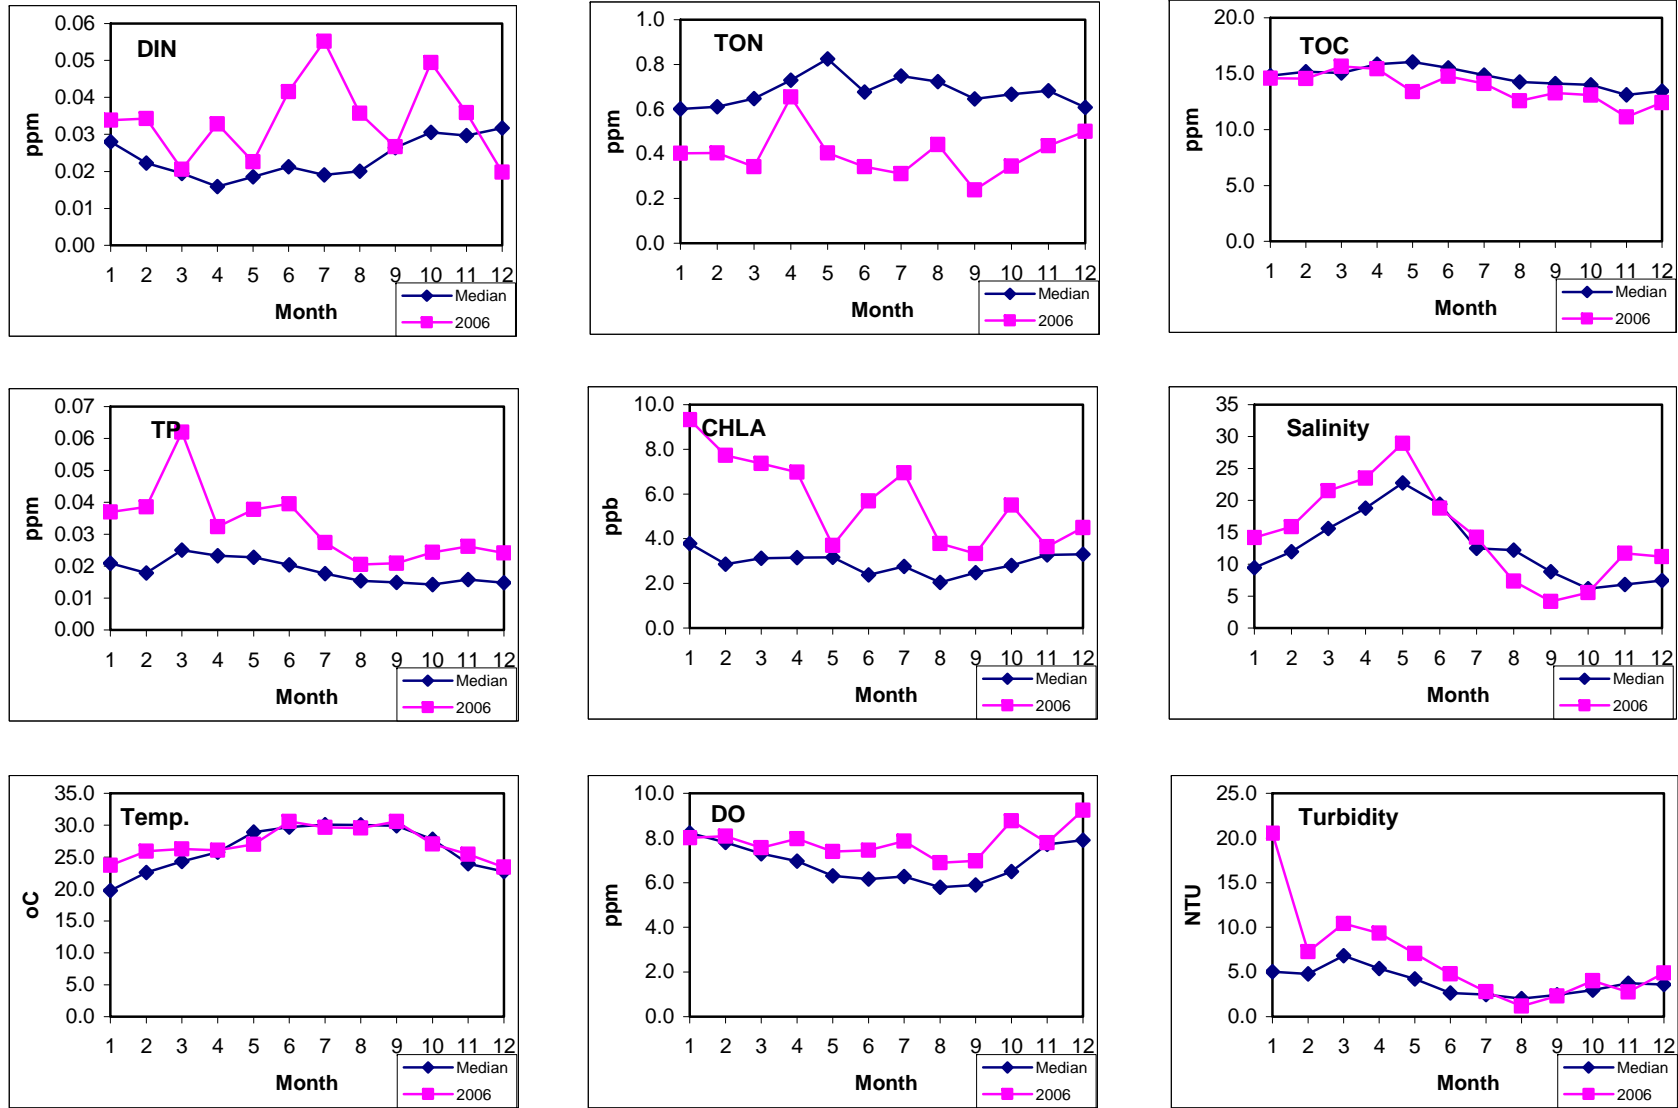 DIN
ppm
0.06
0.05
0.04
0.03
0.02
0.01
0.00
1 2 3 4 5 6 7 8 9 10 11 12
Month
Median
2006
TON
ppm
1.0
0.8
0.6
0.4
0.2
0.0
1 2 3 4 5 6 7 8 9 10 11 12
Month
Median
2006
TOC
ppm
20.0
15.0
10.0
5.0
0.0
1 2 3 4 5 6 7 8 9 10 11 12
Month
Median
2006
TP
ppm
0.07
0.06
0.05
0.04
0.03
0.02
0.01
0.00
1 2 3 4 5 6 7 8 9 10 11 12
Month
Median
2006
CHLA
ppb
10.0
8.0
6.0
4.0
2.0
0.0
1 2 3 4 5 6 7 8 9 10 11 12
Month
Median
2006
Salinity
35
30
25
20
15
10
5
0
1 2 3 4 5 6 7 8 9 10 11 12
Month
Median
2006
Temp.
oC
35.0
30.0
25.0
20.0
15.0
10.0
5.0
0.0
1 2 3 4 5 6 7 8 9 10 11 12
Month
Median
2006
DO
ppm
10.0
8.0
6.0
4.0
2.0
0.0
1 2 3 4 5 6 7 8 9 10 11 12
Month
Median
2006
Turbidity
NTU
25.0
20.0
15.0
10.0
5.0
0.0
1 2 3 4 5 6 7 8 9 10 11 12
Month
Median
2006